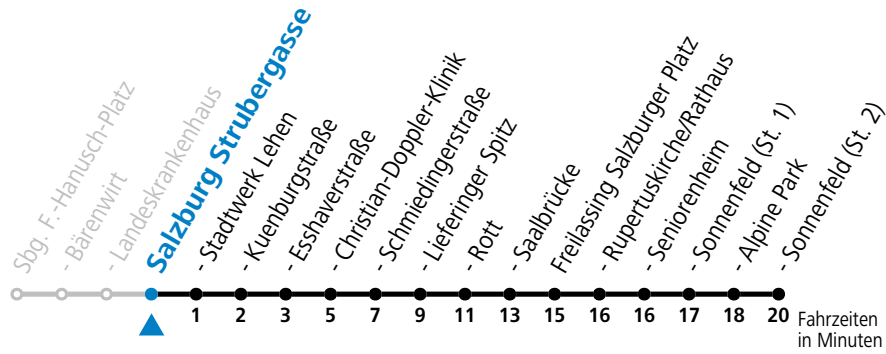 Sbg. F.-Hanusch-Platz
- Bärenwirt
- Landeskrankenhaus
Salzburg Strubergasse
- Stadtwerk Lehen
- Kuenburgstraße
- Esshaverstraße
- Christian-Doppler-Klinik
- Schmiedingerstraße
- Lieferinger Spitz
- Rott
- Saalbrücke
Freilassing Salzburger Platz
- Rupertuskirche/Rathaus
- Seniorenheim
- Sonnenfeld (St. 1)
- Alpine Park
- Sonnenfeld (St. 2)
1 2 3 5 7 9 11 13 15 16 16 17 18 20 Fahrzeiten
in Minuten